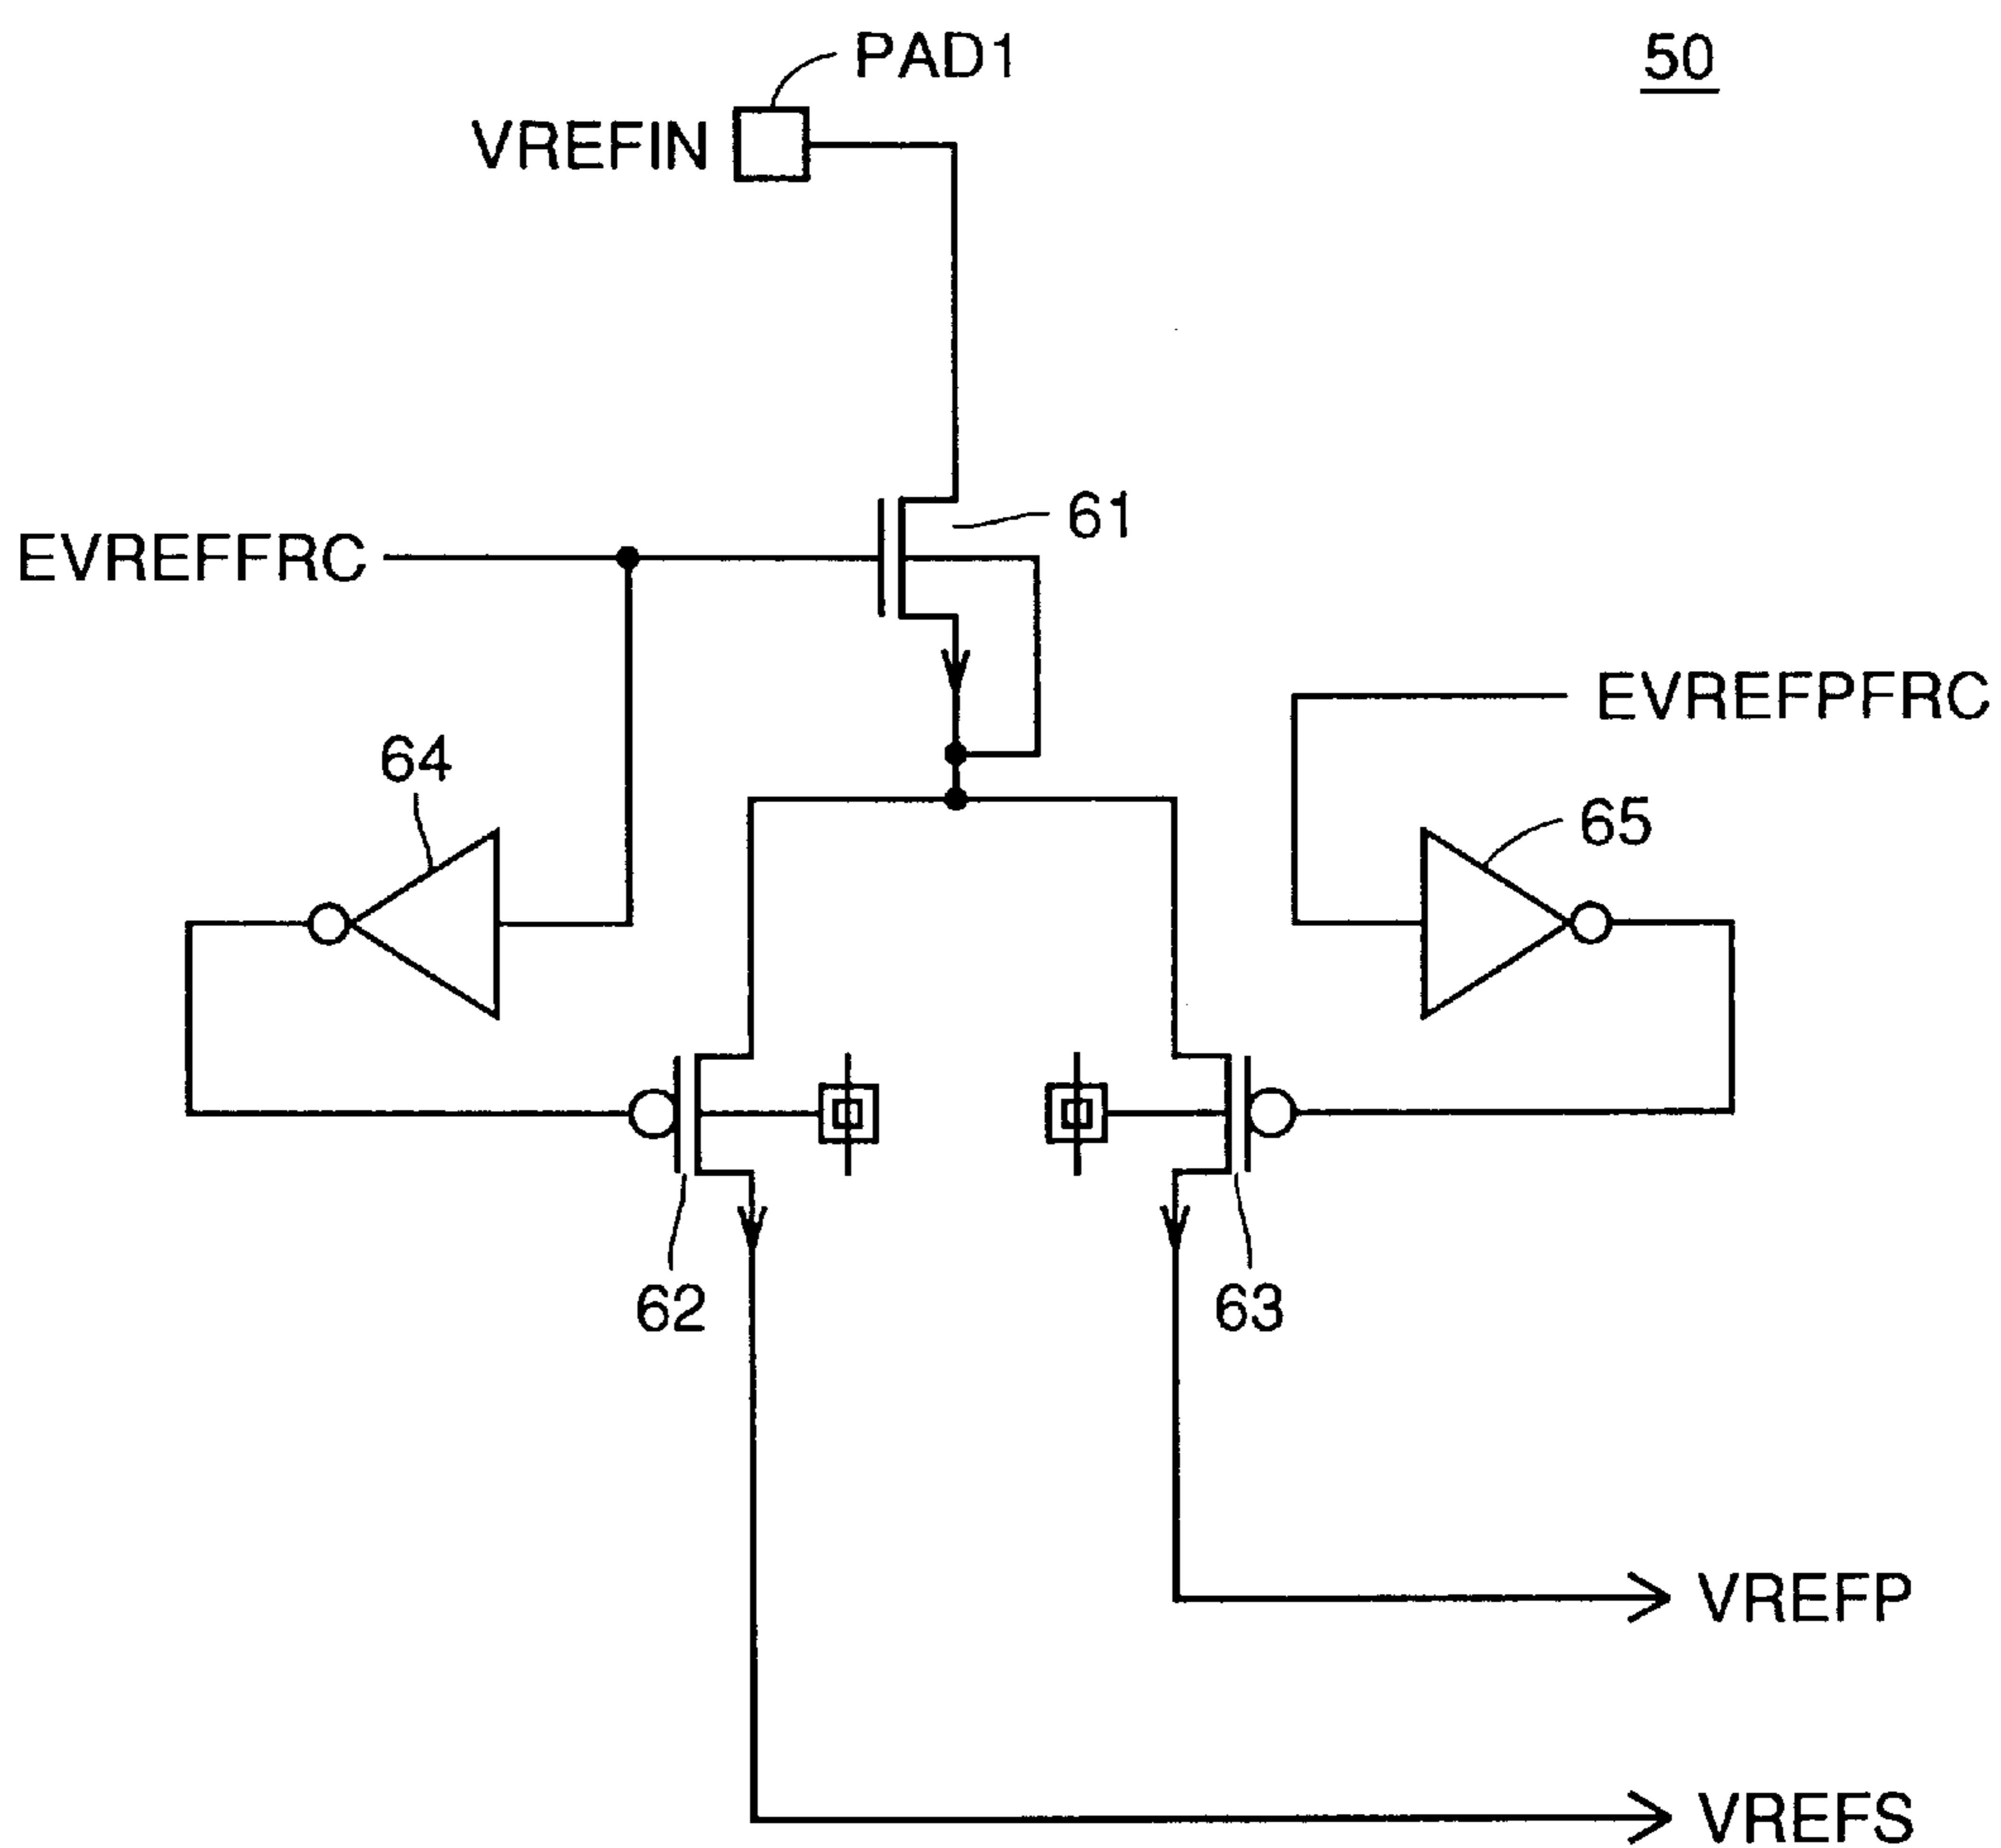 PAD1
50
VREFIN
61
EVREFFRC
EVREFPFRC
64
65
62
63
VREFP
VREFS